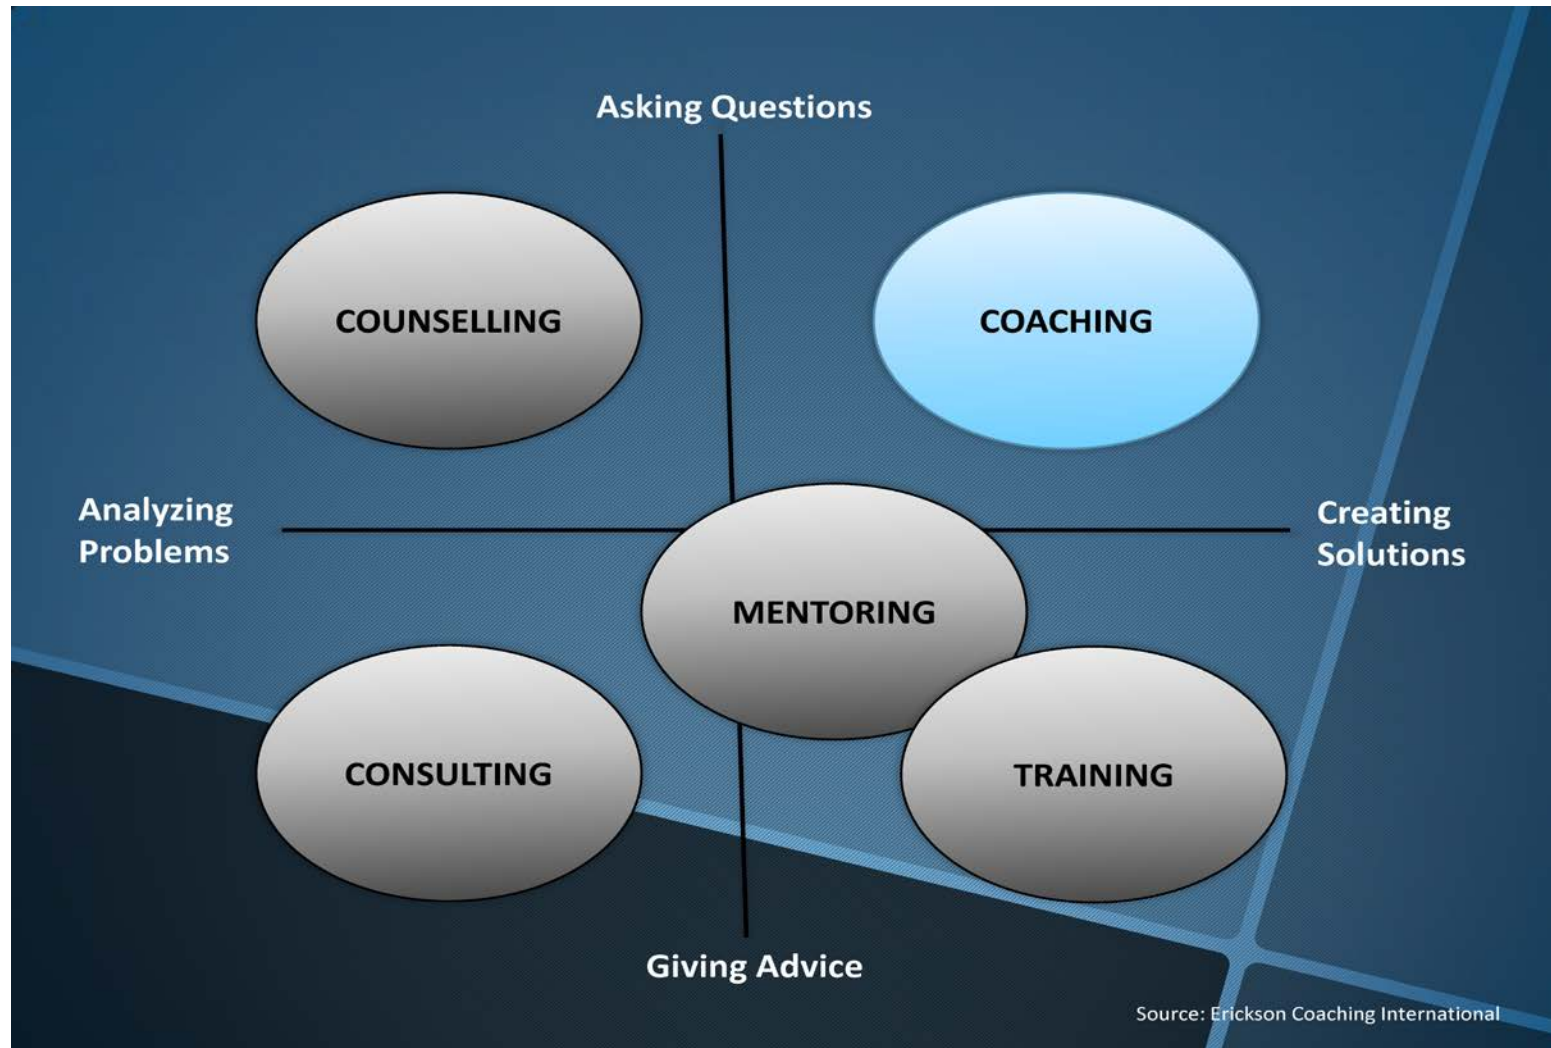 Asking Questions
COUNSELLING
COACHING
Analyzing
Problems
Creating
Solutions
MENTORING
CONSULTING
TRAINING
Giving Advice
Source: Erickson Coaching International